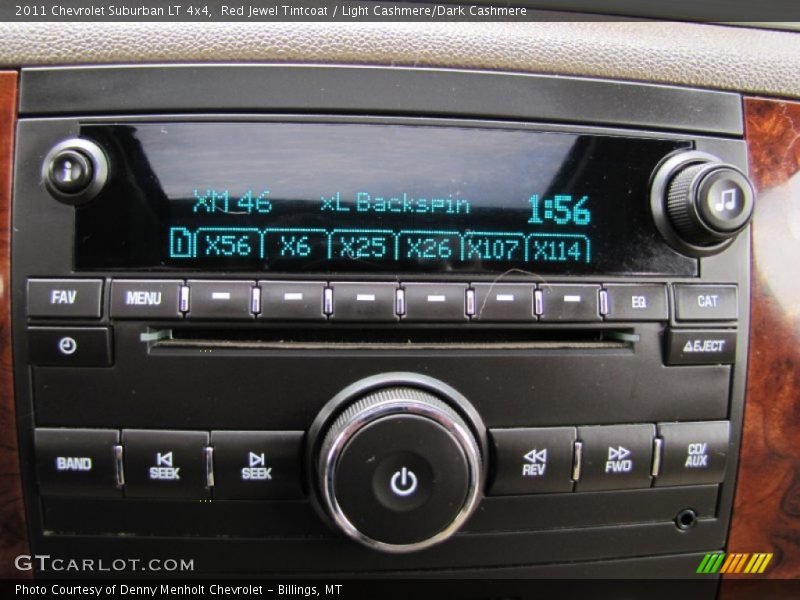 2011 Chevrolet Suburban LT 4x4,  Red Jewel Tintcoat / Light Cashmere/Dark Cashmere
i
XM 46 xL Backspin 1:56
1 X56 X6 X25 X26 X107 X114
FAV MENU EQ CAT
EJECT
BAND SEEK SEEK REV FWD CD/
AUX
GTCARLOT.COM
Photo Courtesy of Denny Menholt Chevrolet – Billings, MT